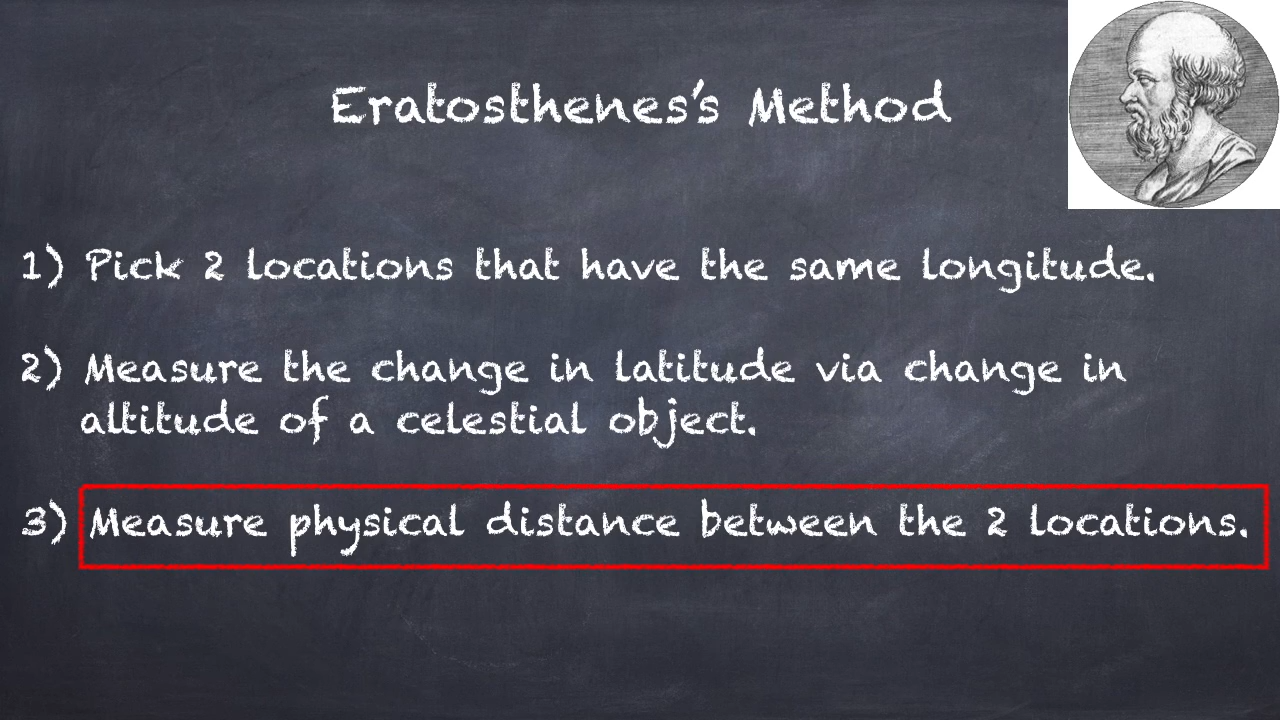 Eratosthenes's Method
1) Pick 2 locations that have the same longitude.
2) Measure the change in latitude via change in
altitude of a celestial object.
3) Measure physical distance between the 2 locations.